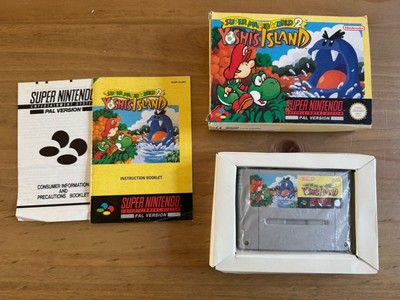 SUPER NINTENDO
ENTERTAINMENT SYSTEM
PAL VERSION
CONSUMER INFORMATION
AND
PRECAUTIONS BOOKLET
SUPER MARIO WORLD 2
YOSHI'S ISLAND
INSTRUCTION BOOKLET
SUPER NINTENDO
ENTERTAINMENT SYSTEM
PAL VERSION
SUPER MARIO WORLD 2
YOSHI'S ISLAND
Nintendo
SUPER NINTENDO
ENTERTAINMENT SYSTEM
PAL VERSION